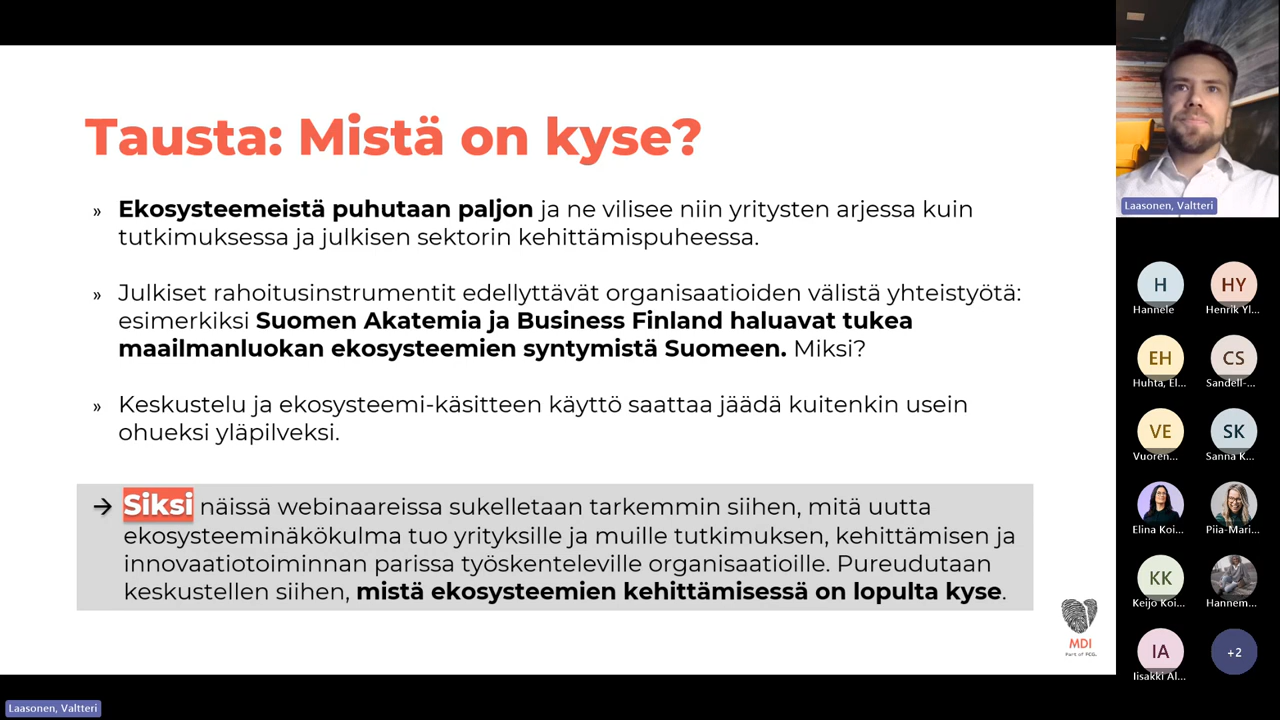 Tausta: Mistä on kyse?
» Ekosysteemeistä puhutaan paljon ja ne vilisee niin yritysten arjessa kuin
tutkimuksessa ja julkisen sektorin kehittämispuheessa.
» Julkiset rahoitusinstrumentit edellyttävät organisaatioiden välistä yhteistyötä:
esimerkiksi Suomen Akatemia ja Business Finland haluavat tukea
maailmanluokan ekosysteemien syntymistä Suomeen. Miksi?
» Keskustelu ja ekosysteemi-käsitteen käyttö saattaa jäädä kuitenkin usein
ohueksi yläpilveksi.
→ Siksi näissä webinaareissa sukelletaan tarkemmin siihen, mitä uutta
ekosysteeminäkökulma tuo yrityksille ja muille tutkimuksen, kehittämisen ja
innovaatiotoiminnan parissa työskenteleville organisaatioille. Pureudutaan
keskustellen siihen, mistä ekosysteemien kehittämisessä on lopulta kyse.
MDI
Part of FCG.
Laasonen, Valtteri
H
Hannele
HY
Henrik Yl...
EH
Huhta, El...
CS
Sandell-...
VE
Vuoren...
SK
Sanna K...
Elina Koi...
Piia-Mari...
KK
Keijo Koi...
Hannem...
IA
Iisakki Al...
+2
Laasonen, Valtteri